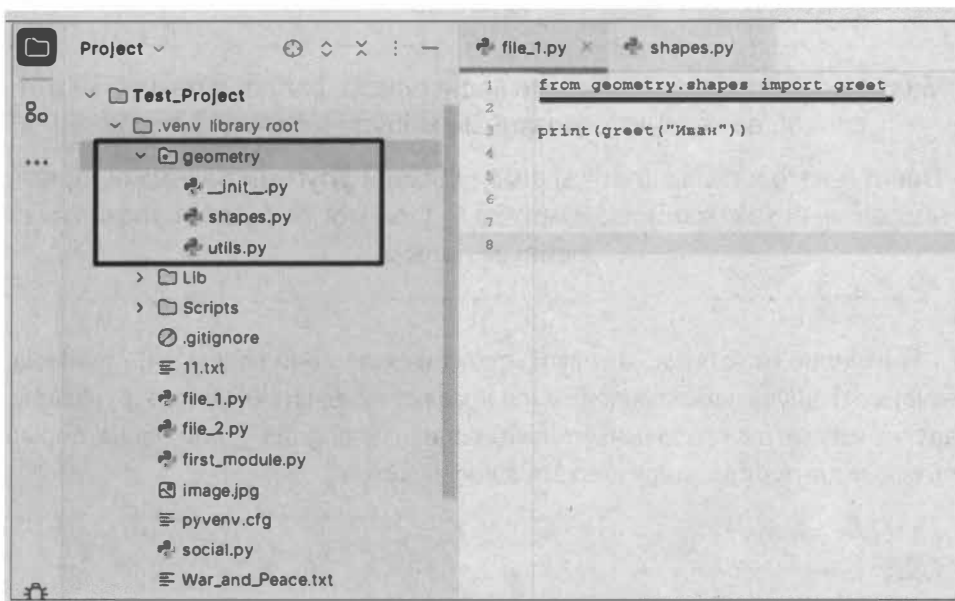 Project
file_1.py
shapes.py
Test_Project
.venv library root
geometry
__init__.py
shapes.py
utils.py
Lib
Scripts
.gitignore
11.txt
file_1.py
file_2.py
first_module.py
image.jpg
pyvenv.cfg
social.py
War_and_Peace.txt
1 from geometry.shapes import greet
2
3 print(greet("Иван"))
4
5
6
7
8